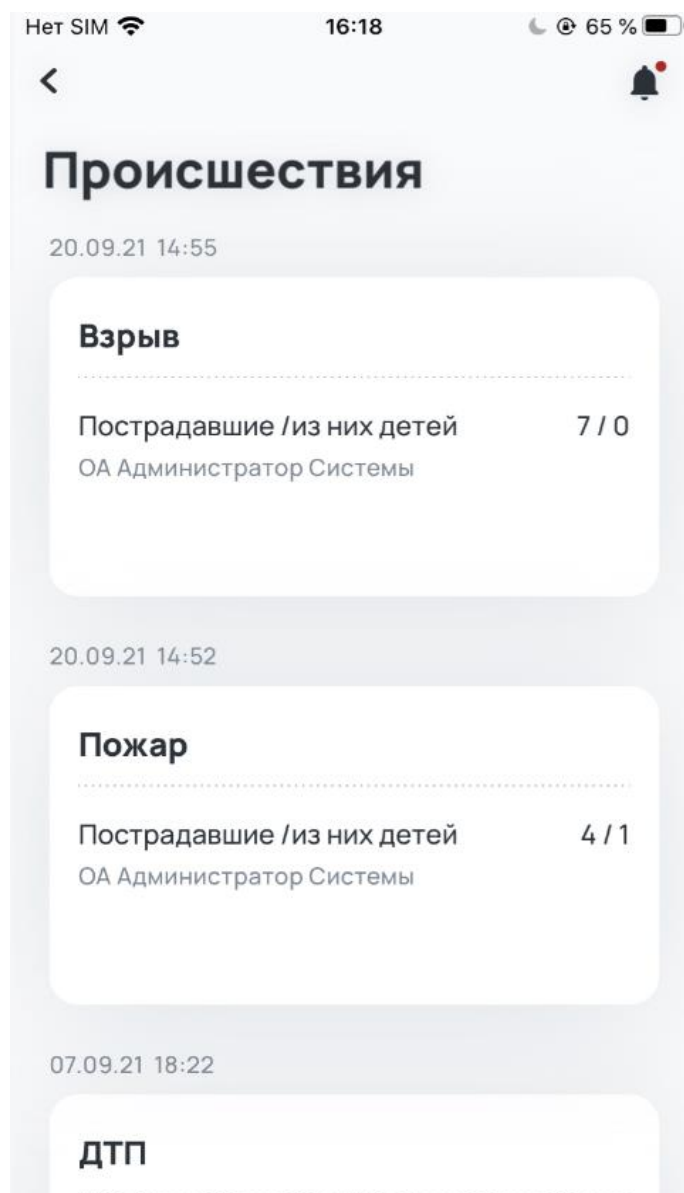 Нет SIM 16:18 65 %
Происшествия
20.09.21 14:55
Взрыв
Пострадавшие /из них детей 7 / 0
ОА Администратор Системы
20.09.21 14:52
Пожар
Пострадавшие /из них детей 4 / 1
ОА Администратор Системы
07.09.21 18:22
ДТП